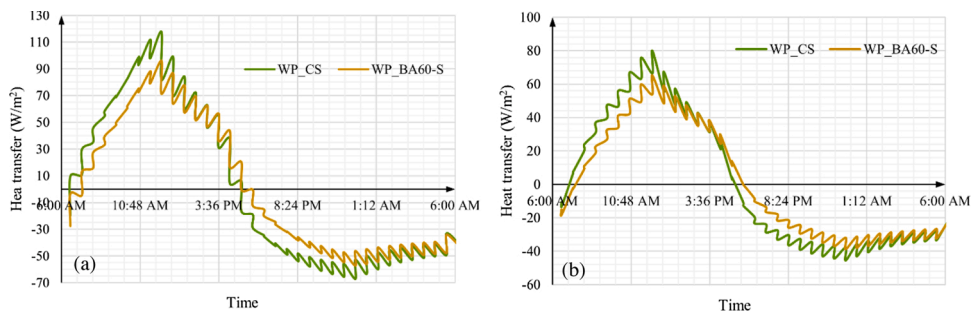 130
110
90
70
50
30
10
-10
-30
-50
-70
Heat transfer (W/m²)
WP_CS WP_BA60-S
6:00 AM 10:48 AM 3:36 PM 8:24 PM 1:12 AM 6:00 AM
(a)
Time
100
80
60
40
20
0
-20
-40
-60
Heat transfer (W/m²)
WP_CS WP_BA60-S
6:00 AM 10:48 AM 3:36 PM 8:24 PM 1:12 AM 6:00 AM
(b)
Time